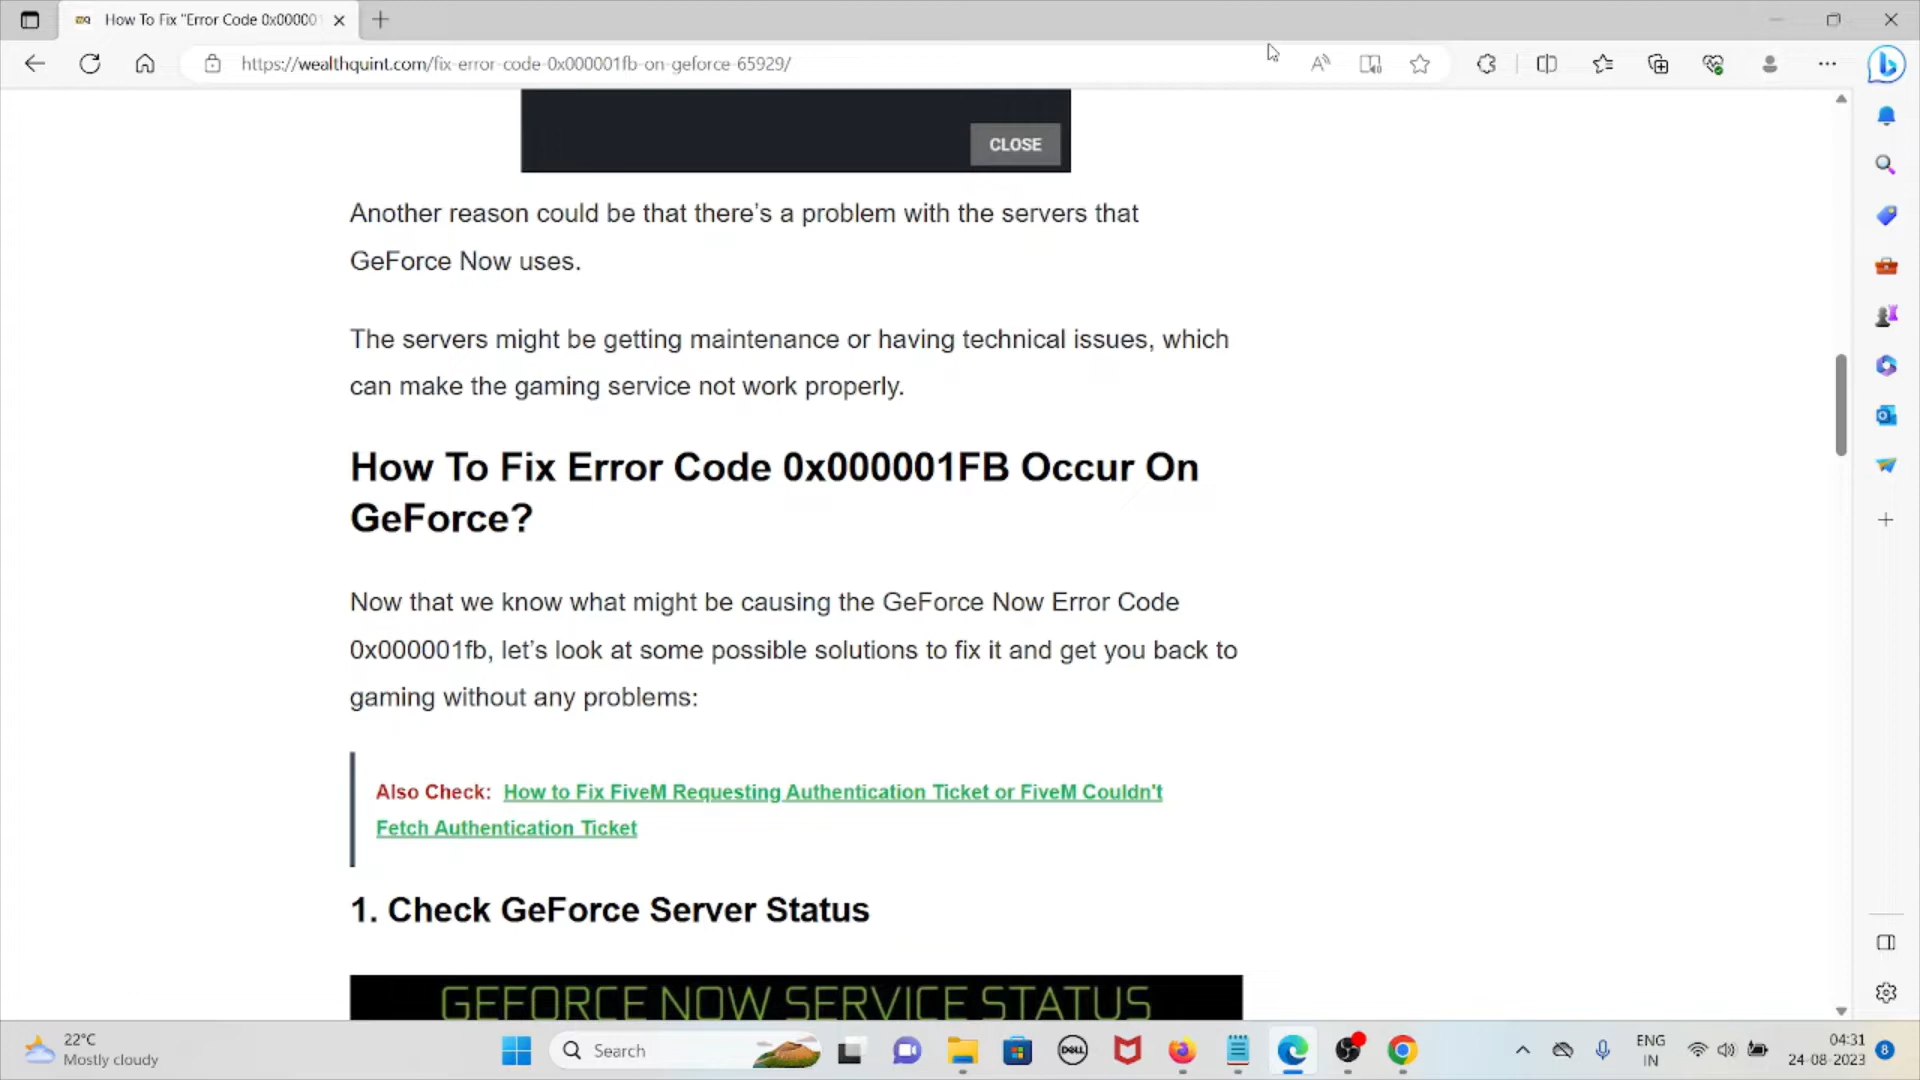 How To Fix "Error Code 0x00000
https://wealthquint.com/fix-error-code-0x000001fb-on-geforce-65929/
CLOSE
Another reason could be that there's a problem with the servers that
GeForce Now uses.
The servers might be getting maintenance or having technical issues, which
can make the gaming service not work properly.
How To Fix Error Code 0x000001FB Occur On
GeForce?
Now that we know what might be causing the GeForce Now Error Code
0x000001fb, let's look at some possible solutions to fix it and get you back to
gaming without any problems:
Also Check: How to Fix FiveM Requesting Authentication Ticket or FiveM Couldn't
Fetch Authentication Ticket
1. Check GeForce Server Status
GEFORCE NOW SERVICE STATUS
22°C
Mostly cloudy
Search
DELL
ENG
IN
04:31
24-08-2023
8